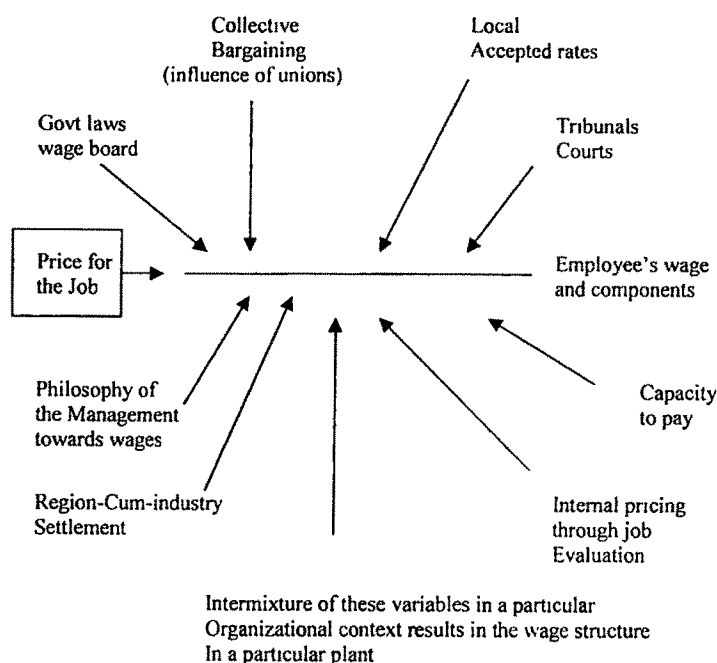 Collective
Bargaining
(influence of unions)
Local
Accepted rates
Govt laws
wage board
Tribunals
Courts
Price for
the Job
Employee's wage
and components
Philosophy of
the Management
towards wages
Capacity
to pay
Region-Cum-industry
Settlement
Internal pricing
through job
Evaluation
Intermixture of these variables in a particular
Organizational context results in the wage structure
In a particular plant